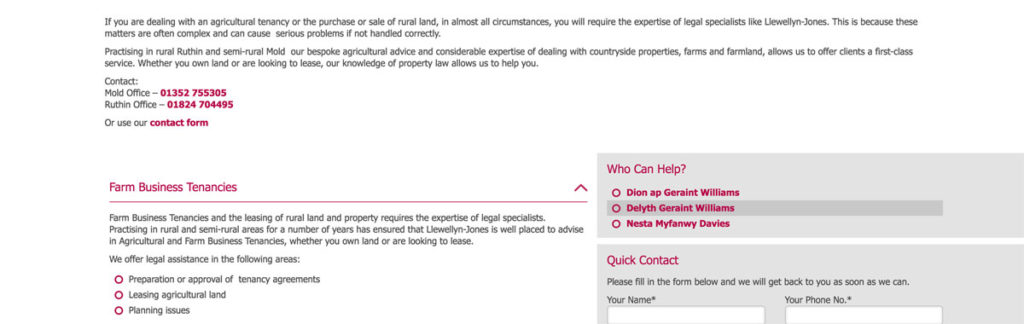 If you are dealing with an agricultural tenancy or the purchase or sale of rural land, in almost all circumstances, you will require the expertise of legal specialists like Llewellyn-Jones. This is because these
matters are often complex and can cause  serious problems if not handled correctly.
Practising in rural Ruthin and semi-rural Mold  our bespoke agricultural advice and considerable expertise of dealing with countryside properties, farms and farmland, allows us to offer clients a first-class
service. Whether you own land or are looking to lease, our knowledge of property law allows us to help you.
Contact:
Mold Office – 01352 755305
Ruthin Office – 01824 704495
Or use our contact form
Farm Business Tenancies
Farm Business Tenancies and the leasing of rural land and property requires the expertise of legal specialists.
Practising in rural and semi-rural areas for a number of years has ensured that Llewellyn-Jones is well placed to advise
in Agricultural and Farm Business Tenancies, whether you own land or are looking to lease.
We offer legal assistance in the following areas:
Preparation or approval of  tenancy agreements
Leasing agricultural land
Planning issues
Who Can Help?
Dion ap Geraint Williams
Delyth Geraint Williams
Nesta Myfanwy Davies
Quick Contact
Please fill in the form below and we will get back to you as soon as we can.
Your Name* Your Phone No.*